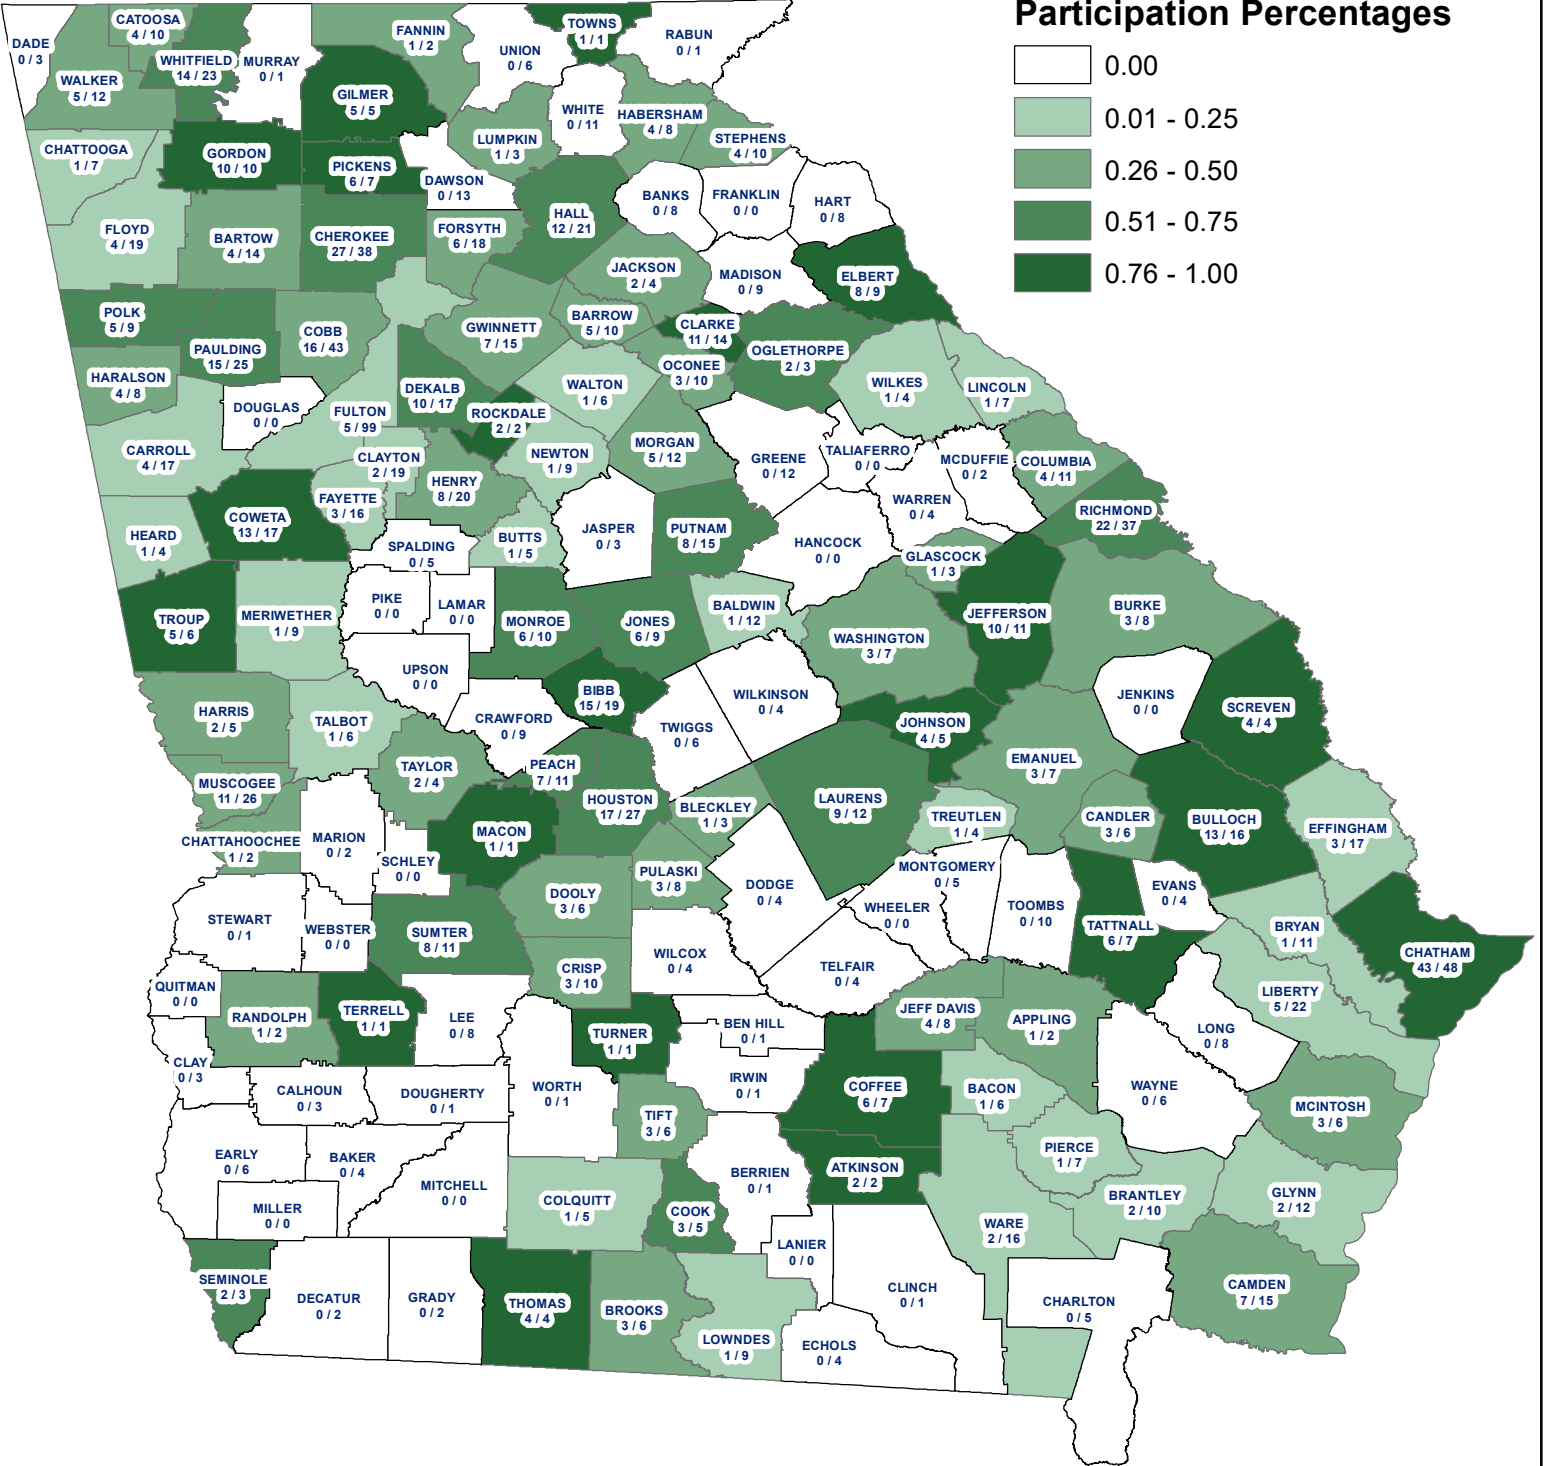 Participation Percentages
0.00
0.01 - 0.25
0.26 - 0.50
0.51 - 0.75
0.76 - 1.00
DADE
0 / 3
CATOOSA
4 / 10
WALKER
5 / 12
WHITFIELD
14 / 23
MURRAY
0 / 1
FANNIN
1 / 2
UNION
0 / 6
TOWNS
1 / 1
RABUN
0 / 1
GILMER
5 / 5
WHITE
0 / 11
HABERSHAM
4 / 8
LUMPKIN
1 / 3
STEPHENS
4 / 10
CHATTOOGA
1 / 7
GORDON
10 / 10
PICKENS
6 / 7
DAWSON
0 / 13
BANKS
0 / 8
FRANKLIN
0 / 0
HART
0 / 8
FLOYD
4 / 19
BARTOW
4 / 14
CHEROKEE
27 / 38
FORSYTH
6 / 18
HALL
12 / 21
JACKSON
2 / 4
MADISON
0 / 9
ELBERT
8 / 9
POLK
5 / 9
PAULDING
15 / 25
COBB
16 / 43
GWINNETT
7 / 15
BARROW
5 / 10
CLARKE
11 / 14
OGLETHORPE
2 / 3
OCONEE
3 / 10
HARALSON
4 / 8
DOUGLAS
0 / 0
FULTON
5 / 99
DEKALB
10 / 17
ROCKDALE
2 / 2
WALTON
1 / 6
WILKES
1 / 4
LINCOLN
1 / 7
CARROLL
4 / 17
CLAYTON
2 / 19
HENRY
8 / 20
NEWTON
1 / 9
MORGAN
5 / 12
GREENE
0 / 12
TALIAFERRO
0 / 0
MCDUFFIE
0 / 2
COLUMBIA
4 / 11
WARREN
0 / 4
RICHMOND
22 / 37
HEARD
1 / 4
COWETA
13 / 17
FAYETTE
3 / 16
SPALDING
0 / 5
BUTTS
1 / 5
JASPER
0 / 3
PUTNAM
8 / 15
HANCOCK
0 / 0
GLASCOCK
1 / 3
TROUP
5 / 6
MERIWETHER
1 / 9
PIKE
0 / 0
LAMAR
0 / 0
MONROE
6 / 10
JONES
6 / 9
BALDWIN
1 / 12
WASHINGTON
3 / 7
JEFFERSON
10 / 11
BURKE
3 / 8
UPSON
0 / 0
BIBB
15 / 19
WILKINSON
0 / 4
JENKINS
0 / 0
SCREVEN
4 / 4
HARRIS
2 / 5
TALBOT
1 / 6
CRAWFORD
0 / 9
TWIGGS
0 / 6
JOHNSON
4 / 5
EMANUEL
3 / 7
MUSCOGEE
11 / 26
TAYLOR
2 / 4
PEACH
7 / 11
HOUSTON
17 / 27
BLECKLEY
1 / 3
LAURENS
9 / 12
TREUTLEN
1 / 4
CANDLER
3 / 6
BULLOCH
13 / 16
EFFINGHAM
3 / 17
CHATTAHOOCHEE
1 / 2
MARION
0 / 2
SCHLEY
0 / 0
MACON
1 / 1
DOOLY
3 / 6
PULASKI
3 / 8
DODGE
0 / 4
MONTGOMERY
0 / 5
WHEELER
0 / 0
TOOMBS
0 / 10
EVANS
0 / 4
TATTNALL
6 / 7
BRYAN
1 / 11
CHATHAM
43 / 48
STEWART
0 / 1
WEBSTER
0 / 0
SUMTER
8 / 11
CRISP
3 / 10
WILCOX
0 / 4
TELFAIR
0 / 4
LIBERTY
5 / 22
QUITMAN
0 / 0
RANDOLPH
1 / 2
TERRELL
1 / 1
LEE
0 / 8
TURNER
1 / 1
BEN HILL
0 / 1
JEFF DAVIS
4 / 8
APPLING
1 / 2
LONG
0 / 8
CLAY
0 / 3
CALHOUN
0 / 3
DOUGHERTY
0 / 1
WORTH
0 / 1
IRWIN
0 / 1
COFFEE
6 / 7
BACON
1 / 6
WAYNE
0 / 6
MCINTOSH
3 / 6
TIFT
3 / 6
EARLY
0 / 6
BAKER
0 / 4
MITCHELL
0 / 0
BERRIEN
0 / 1
ATKINSON
2 / 2
PIERCE
1 / 7
MILLER
0 / 0
COLQUITT
1 / 5
COOK
3 / 5
BRANTLEY
2 / 10
GLYNN
2 / 12
WARE
2 / 16
LANIER
0 / 0
SEMINOLE
2 / 3
DECATUR
0 / 2
GRADY
0 / 2
THOMAS
4 / 4
BROOKS
3 / 6
LOWNDES
1 / 9
CLINCH
0 / 1
ECHOLS
0 / 4
CHARLTON
0 / 5
CAMDEN
7 / 15